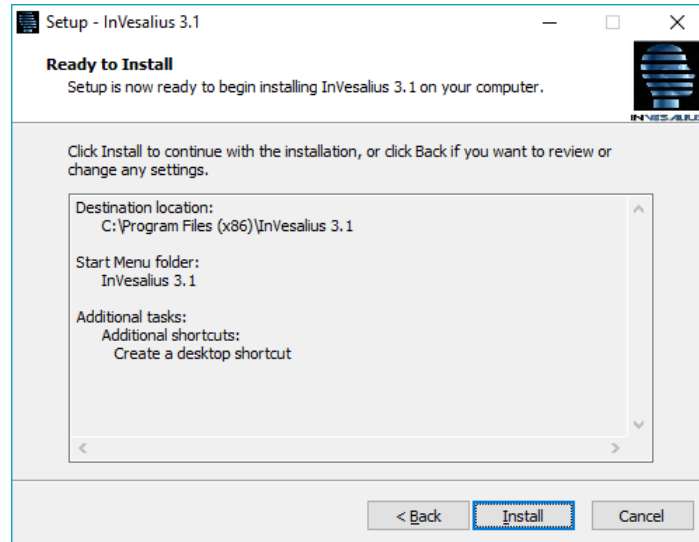 Setup - InVesalius 3.1
Ready to Install
Setup is now ready to begin installing InVesalius 3.1 on your computer.
INVESALIUS
Click Install to continue with the installation, or click Back if you want to review or
change any settings.
Destination location:
C:\Program Files (x86)\InVesalius 3.1
Start Menu folder:
InVesalius 3.1
Additional tasks:
Additional shortcuts:
Create a desktop shortcut
< Back
Install
Cancel